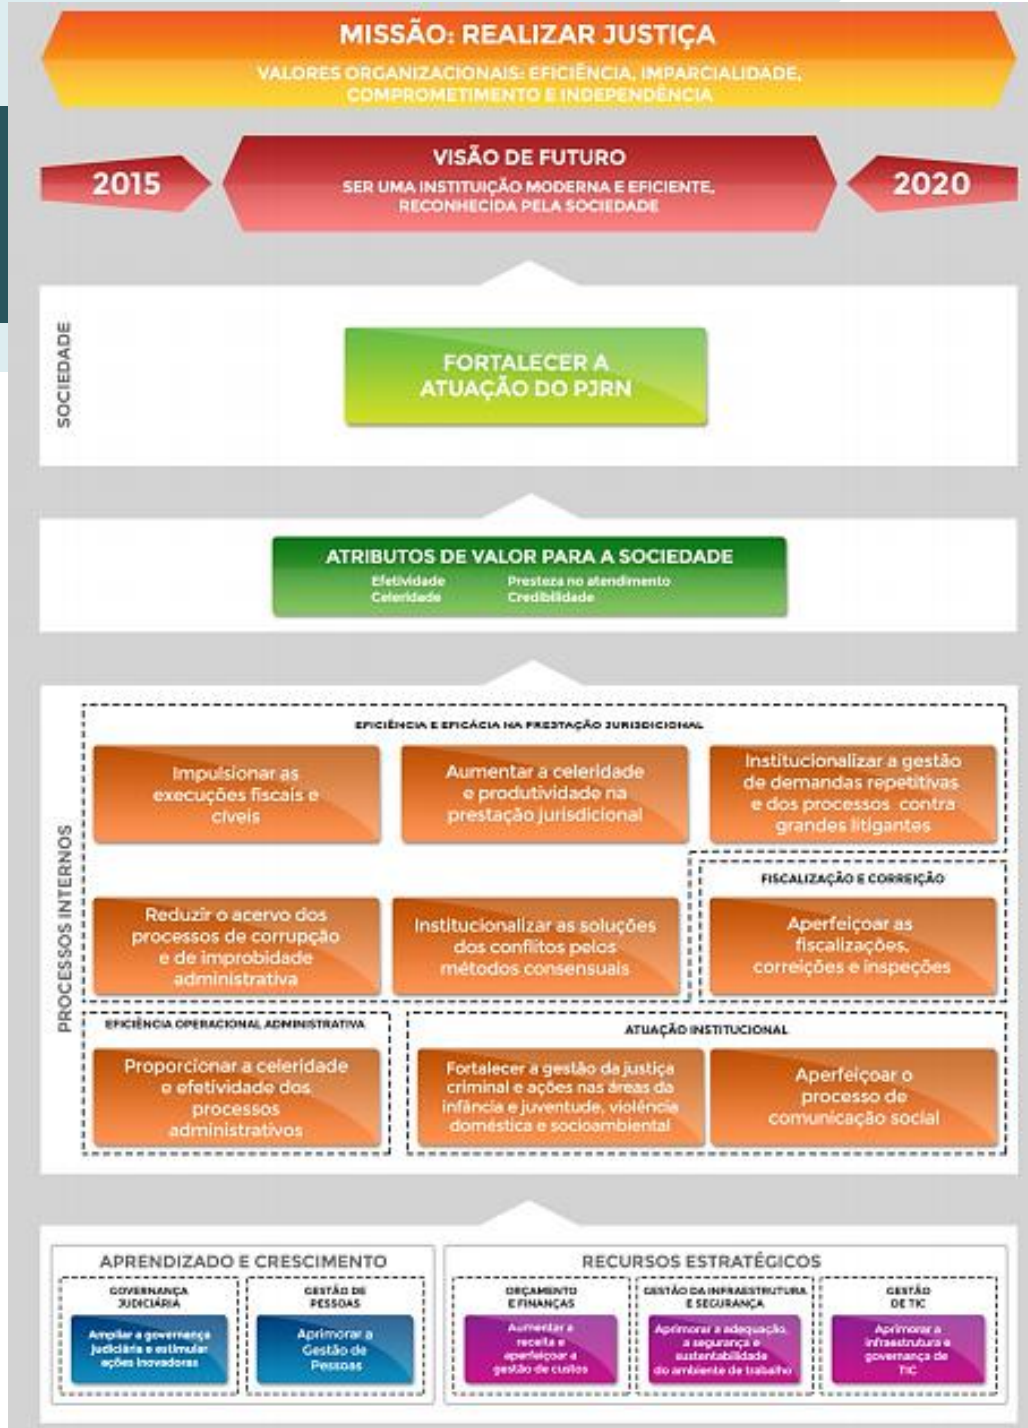 MISSÃO: REALIZAR JUSTIÇA
VALORES ORGANIZACIONAIS: EFICIÊNCIA, IMPARCIALIDADE,
COMPROMETIMENTO E INDEPENDÊNCIA
2015
VISÃO DE FUTURO
SER UMA INSTITUIÇÃO MODERNA E EFICIENTE,
RECONHECIDA PELA SOCIEDADE
2020
SOCIEDADE
FORTALECER A
ATUAÇÃO DO PJRN
ATRIBUTOS DE VALOR PARA A SOCIEDADE
Efetividade
Celeridade
Presteza no atendimento
Credibilidade
PROCESSOS INTERNOS
EFICIÊNCIA E EFICÁCIA NA PRESTAÇÃO JURISDICIONAL
Impulsionar as
execuções fiscais e
cíveis
Aumentar a celeridade
e produtividade na
prestação jurisdicional
Institucionalizar a gestão
de demandas repetitivas
e dos processos contra
grandes litigantes
Reduzir o acervo dos
processos de corrupção
e de improbidade
administrativa
Institucionalizar as soluções
dos conflitos pelos
métodos consensuais
FISCALIZAÇÃO E CORREIÇÃO
Aperfeiçoar as
fiscalizações,
correições e inspeções
EFICIÊNCIA OPERACIONAL ADMINISTRATIVA
Proporcionar a celeridade
e efetividade dos
processos
administrativos
ATUAÇÃO INSTITUCIONAL
Fortalecer a gestão da justiça
criminal e ações nas áreas da
infância e juventude, violência
doméstica e socioambiental
Aperfeiçoar o
processo de
comunicação social
APRENDIZADO E CRESCIMENTO
GOVERNANÇA
JUDICIÁRIA
Ampliar a governança
judiciária e estimular
ações inovadoras
GESTÃO DE
PESSOAS
Aprimorar a
Gestão de
Pessoas
RECURSOS ESTRATÉGICOS
ORÇAMENTO
E FINANÇAS
Aumentar a
receita e
aperfeiçoar a
gestão de custos
GESTÃO DA INFRAESTRUTURA
E SEGURANÇA
Aprimorar a adequação,
a segurança e
sustentabilidade
do ambiente de trabalho
GESTÃO
DE TIC
Aprimorar a
infraestrutura e
governança de
TIC